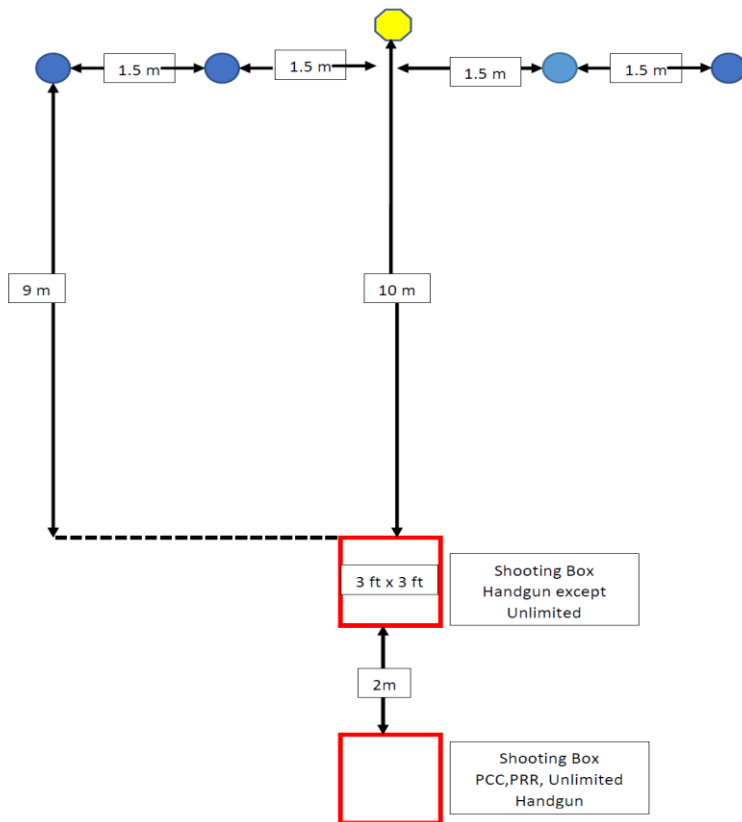 1.5 m
1.5 m
1.5 m
1.5 m
9 m
10 m
3 ft x 3 ft
Shooting Box
Handgun except
Unlimited
2m
Shooting Box
PCC,PRR, Unlimited
Handgun